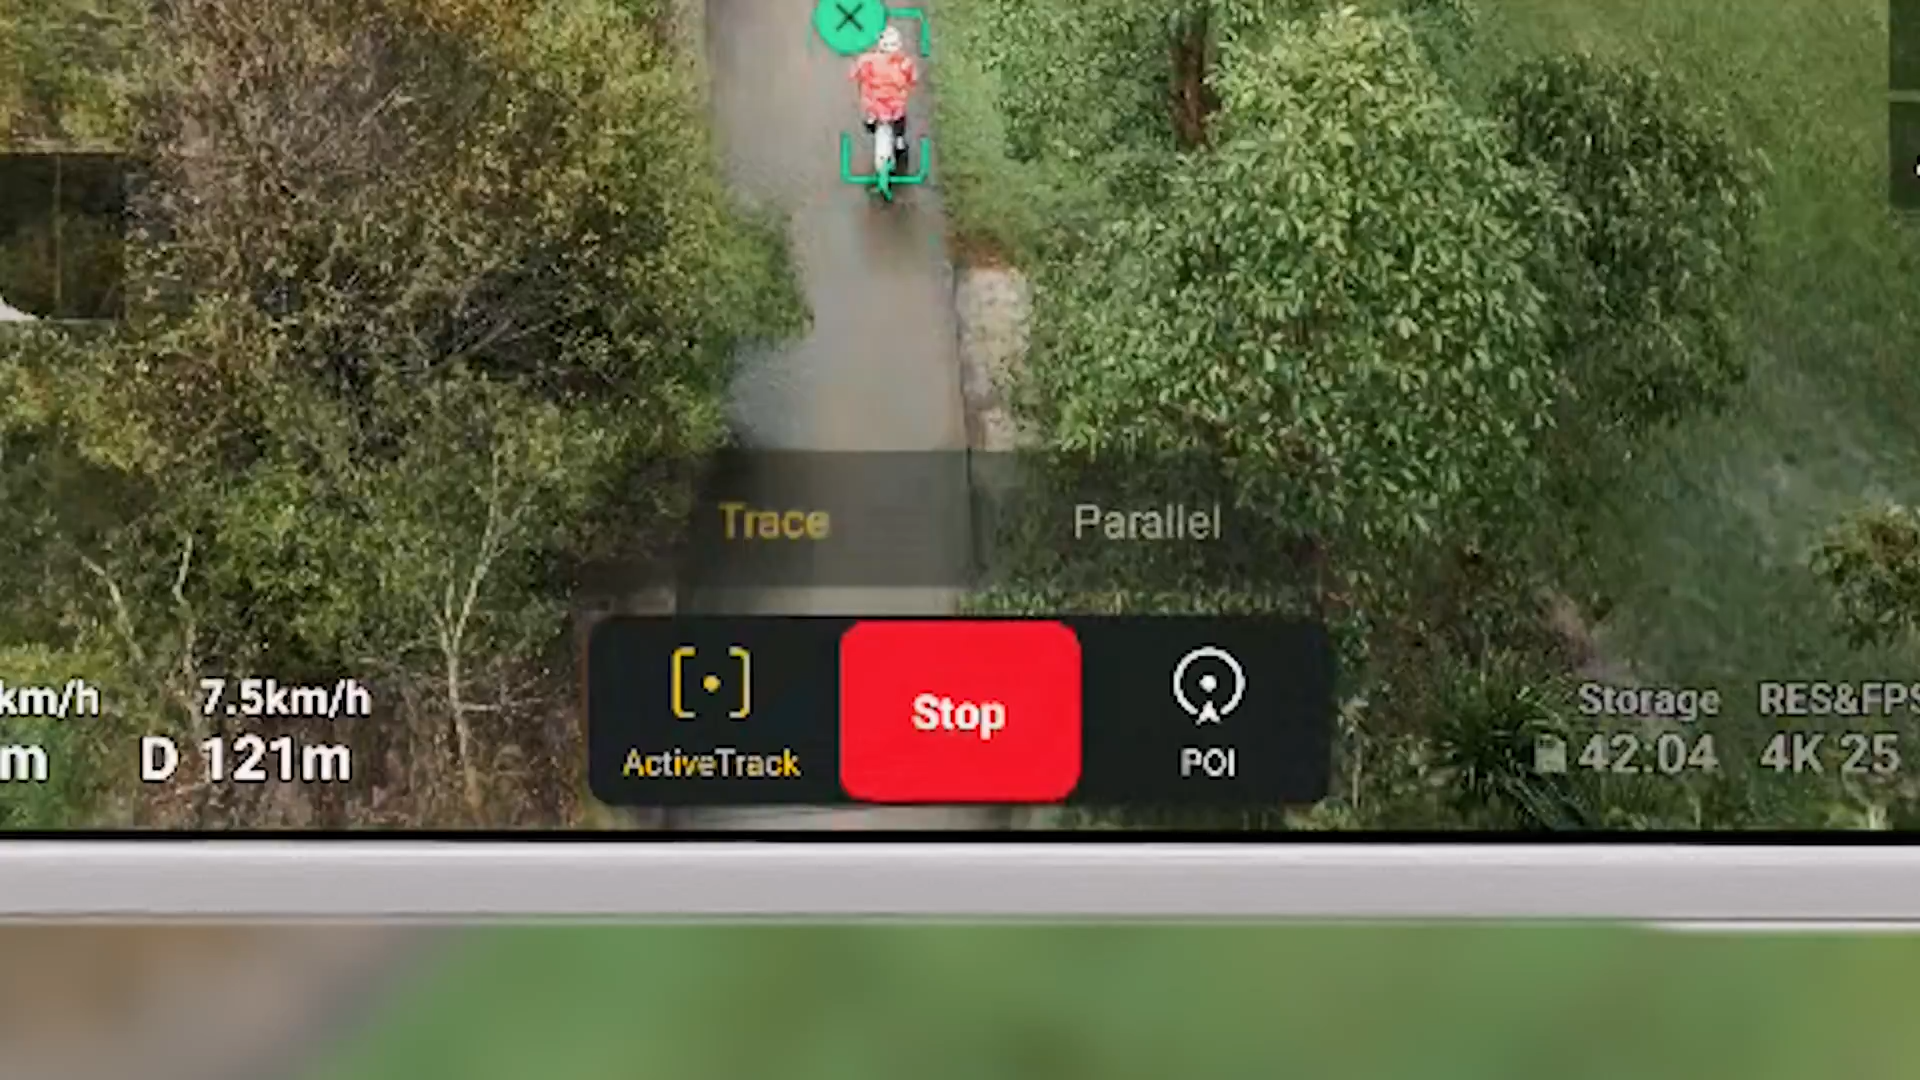 Trace Parallel
km/h 7.5km/h
m D 121m
ActiveTrack
Stop
POI
Storage RES&FPS
42:04 4K 25